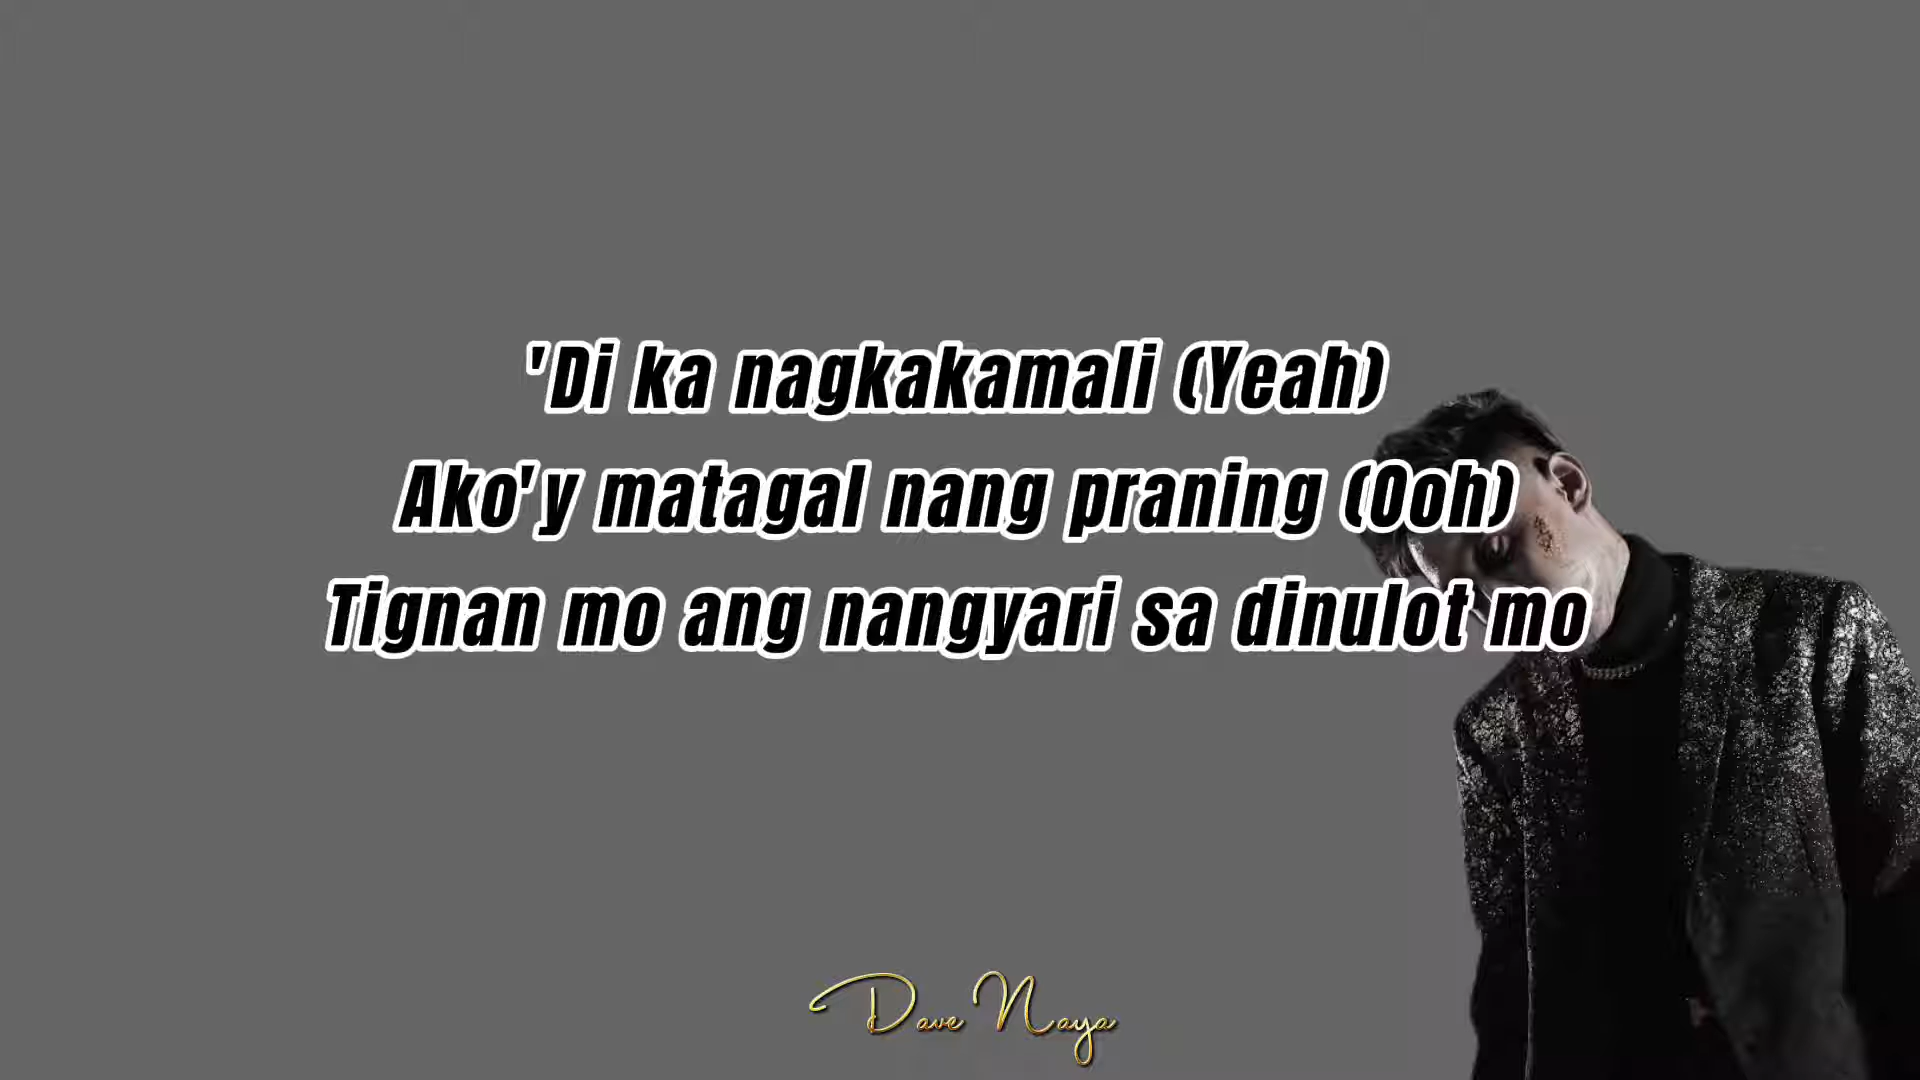 'Di ka nagkakamali (Yeah)
Ako'y matagal nang praning (Ooh)
Tignan mo ang nangyari sa dinulot mo
Dave Naya